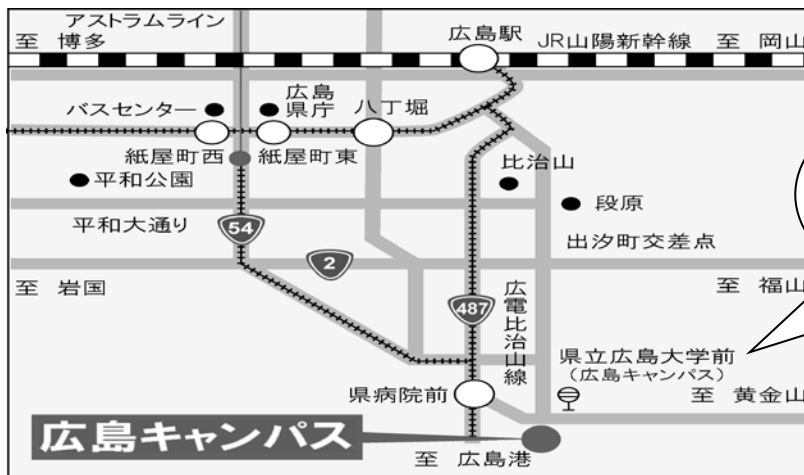 アストラムライン
至 博多
広島駅
JR山陽新幹線
至 岡山
バスセンター
広島
県庁
八丁堀
紙屋町西
紙屋町東
比治山
平和公園
段原
平和大通り
54
出汐町交差点
2
至 岩国
至 福山
487
広電比治山線
県立広島大学前
(広島キャンパス)
県病院前
至 黄金山
広島キャンパス
至 広島港